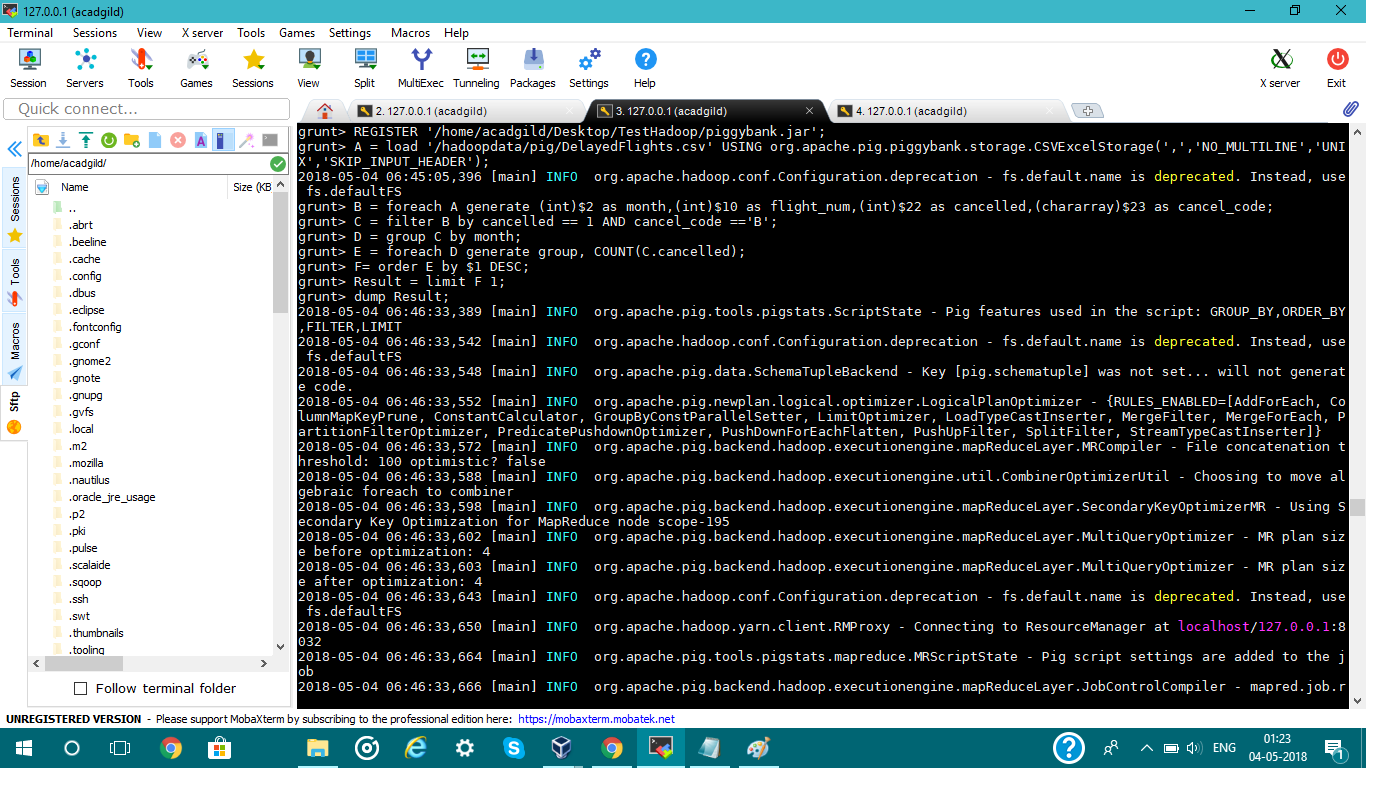 127.0.0.1 (acadgild)
Terminal Sessions View X server Tools Games Settings Macros Help
Session Servers Tools Games Sessions View Split MultiExec Tunneling Packages Settings Help X server Exit
Quick connect...
2. 127.0.0.1 (acadgild) 3. 127.0.0.1 (acadgild) 4. 127.0.0.1 (acadgild)
/home/acadgild/
Name Size (KB
..
.abrt
.beeline
.cache
.config
.dbus
.eclipse
.fontconfig
.gconf
.gnome2
.gnote
.gnupg
.gvfs
.local
.m2
.mozilla
.nautilus
.oracle_jre_usage
.p2
.pki
.pulse
.scalaide
.sqoop
.ssh
.swt
.thumbnails
.tooling
Sessions
Tools
Macros
Sftp
Follow terminal folder
grunt> REGISTER '/home/acadgild/Desktop/TestHadoop/piggybank.jar';
grunt> A = load '/hadoopdata/pig/DelayedFlights.csv' USING org.apache.pig.piggybank.storage.CSVExcelStorage(',','NO_MULTILINE','UNI
X','SKIP_INPUT_HEADER');
2018-05-04 06:45:05,396 [main] INFO  org.apache.hadoop.conf.Configuration.deprecation - fs.default.name is deprecated. Instead, use
 fs.defaultFS
grunt> B = foreach A generate (int)$2 as month,(int)$10 as flight_num,(int)$22 as cancelled,(chararray)$23 as cancel_code;
grunt> C = filter B by cancelled == 1 AND cancel_code =='B';
grunt> D = group C by month;
grunt> E = foreach D generate group, COUNT(C.cancelled);
grunt> F= order E by $1 DESC;
grunt> Result = limit F 1;
grunt> dump Result;
2018-05-04 06:46:33,389 [main] INFO  org.apache.pig.tools.pigstats.ScriptState - Pig features used in the script: GROUP_BY,ORDER_BY
,FILTER,LIMIT
2018-05-04 06:46:33,542 [main] INFO  org.apache.hadoop.conf.Configuration.deprecation - fs.default.name is deprecated. Instead, use
 fs.defaultFS
2018-05-04 06:46:33,548 [main] INFO  org.apache.pig.data.SchemaTupleBackend - Key [pig.schematuple] was not set... will not generat
e code.
2018-05-04 06:46:33,552 [main] INFO  org.apache.pig.newplan.logical.optimizer.LogicalPlanOptimizer - {RULES_ENABLED=[AddForEach, Co
lumnMapKeyPrune, ConstantCalculator, GroupByConstParallelSetter, LimitOptimizer, LoadTypeCastInserter, MergeFilter, MergeForEach, P
artitionFilterOptimizer, PredicatePushdownOptimizer, PushDownForEachFlatten, PushUpFilter, SplitFilter, StreamTypeCastInserter]}
2018-05-04 06:46:33,572 [main] INFO  org.apache.pig.backend.hadoop.executionengine.mapReduceLayer.MRCompiler - File concatenation t
hreshold: 100 optimistic? false
2018-05-04 06:46:33,588 [main] INFO  org.apache.pig.backend.hadoop.executionengine.util.CombinerOptimizerUtil - Choosing to move al
gebraic foreach to combiner
2018-05-04 06:46:33,598 [main] INFO  org.apache.pig.backend.hadoop.executionengine.mapReduceLayer.SecondaryKeyOptimizerMR - Using S
econdary Key Optimization for MapReduce node scope-195
2018-05-04 06:46:33,602 [main] INFO  org.apache.pig.backend.hadoop.executionengine.mapReduceLayer.MultiQueryOptimizer - MR plan siz
e before optimization: 4
2018-05-04 06:46:33,603 [main] INFO  org.apache.pig.backend.hadoop.executionengine.mapReduceLayer.MultiQueryOptimizer - MR plan siz
e after optimization: 4
2018-05-04 06:46:33,643 [main] INFO  org.apache.hadoop.conf.Configuration.deprecation - fs.default.name is deprecated. Instead, use
 fs.defaultFS
2018-05-04 06:46:33,650 [main] INFO  org.apache.hadoop.yarn.client.RMProxy - Connecting to ResourceManager at localhost/127.0.0.1:8
032
2018-05-04 06:46:33,664 [main] INFO  org.apache.pig.tools.pigstats.mapreduce.MRScriptState - Pig script settings are added to the j
ob
2018-05-04 06:46:33,666 [main] INFO  org.apache.pig.backend.hadoop.executionengine.mapReduceLayer.JobControlCompiler - mapred.job.r
UNREGISTERED VERSION - Please support MobaXterm by subscribing to the professional edition here: https://mobaxterm.mobatek.net
ENG
01:23
04-05-2018
1